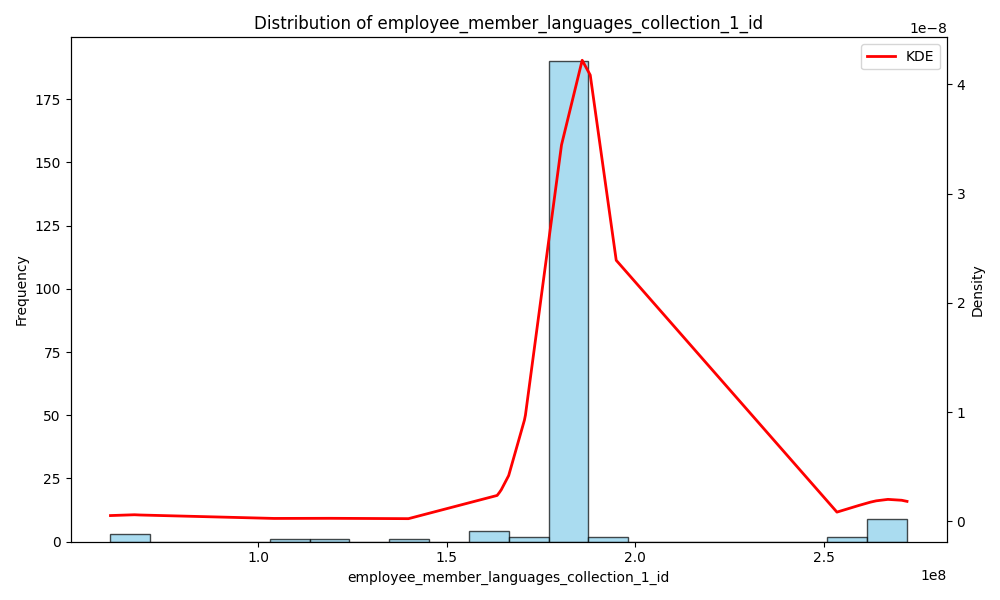 Distribution of employee_member_languages_collection_1_id
1e−8
KDE
Frequency
175
150
125
100
75
50
25
0
4
3
2
1
0
Density
1.0
1.5
2.0
2.5
1e8
employee_member_languages_collection_1_id